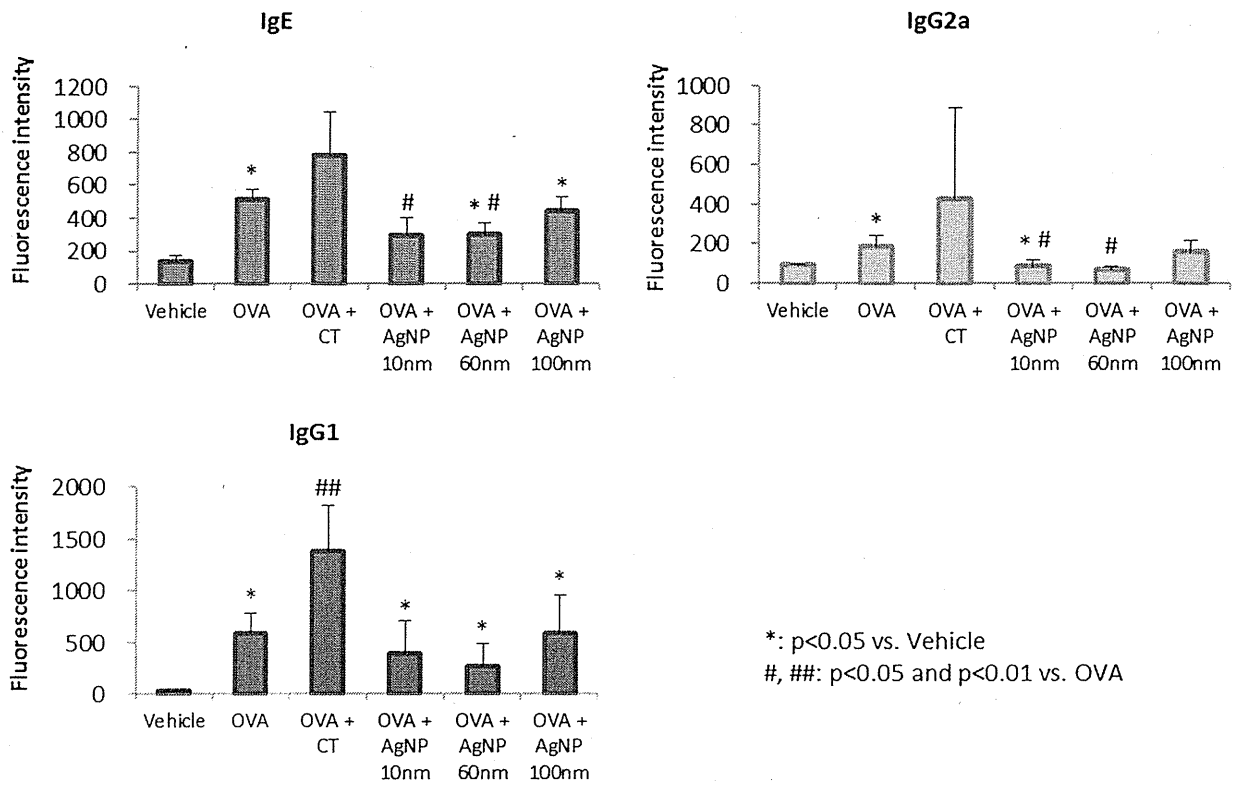 IgE
Fluorescence intensity
1200
1000
800
600
400
200
0
*
#
* #
*
Vehicle OVA OVA + OVA + OVA + OVA +
CT AgNP AgNP AgNP
10nm 60nm 100nm
IgG2a
Fluorescence intensity
1000
800
600
400
200
0
*
* #
#
Vehicle OVA OVA + OVA + OVA + OVA +
CT AgNP AgNP AgNP
10nm 60nm 100nm
IgG1
Fluorescence intensity
2000
1500
1000
500
0
*
##
*
*
*
Vehicle OVA OVA + OVA + OVA + OVA +
CT AgNP AgNP AgNP
10nm 60nm 100nm
*: p<0.05 vs. Vehicle
#, ##: p<0.05 and p<0.01 vs. OVA